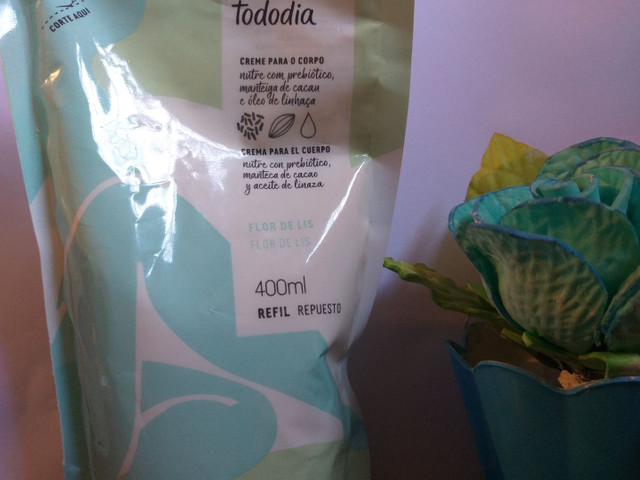 CORTE AQUI
tododia
CREME PARA O CORPO
nutre com prebiótico,
manteiga de cacau
e óleo de linhaça
CREMA PARA EL CUERPO
nutre con prebiótico,
manteca de cacao
y aceite de linaza
FLOR DE LIS
FLOR DE LIS
400ml
REFIL REPUESTO